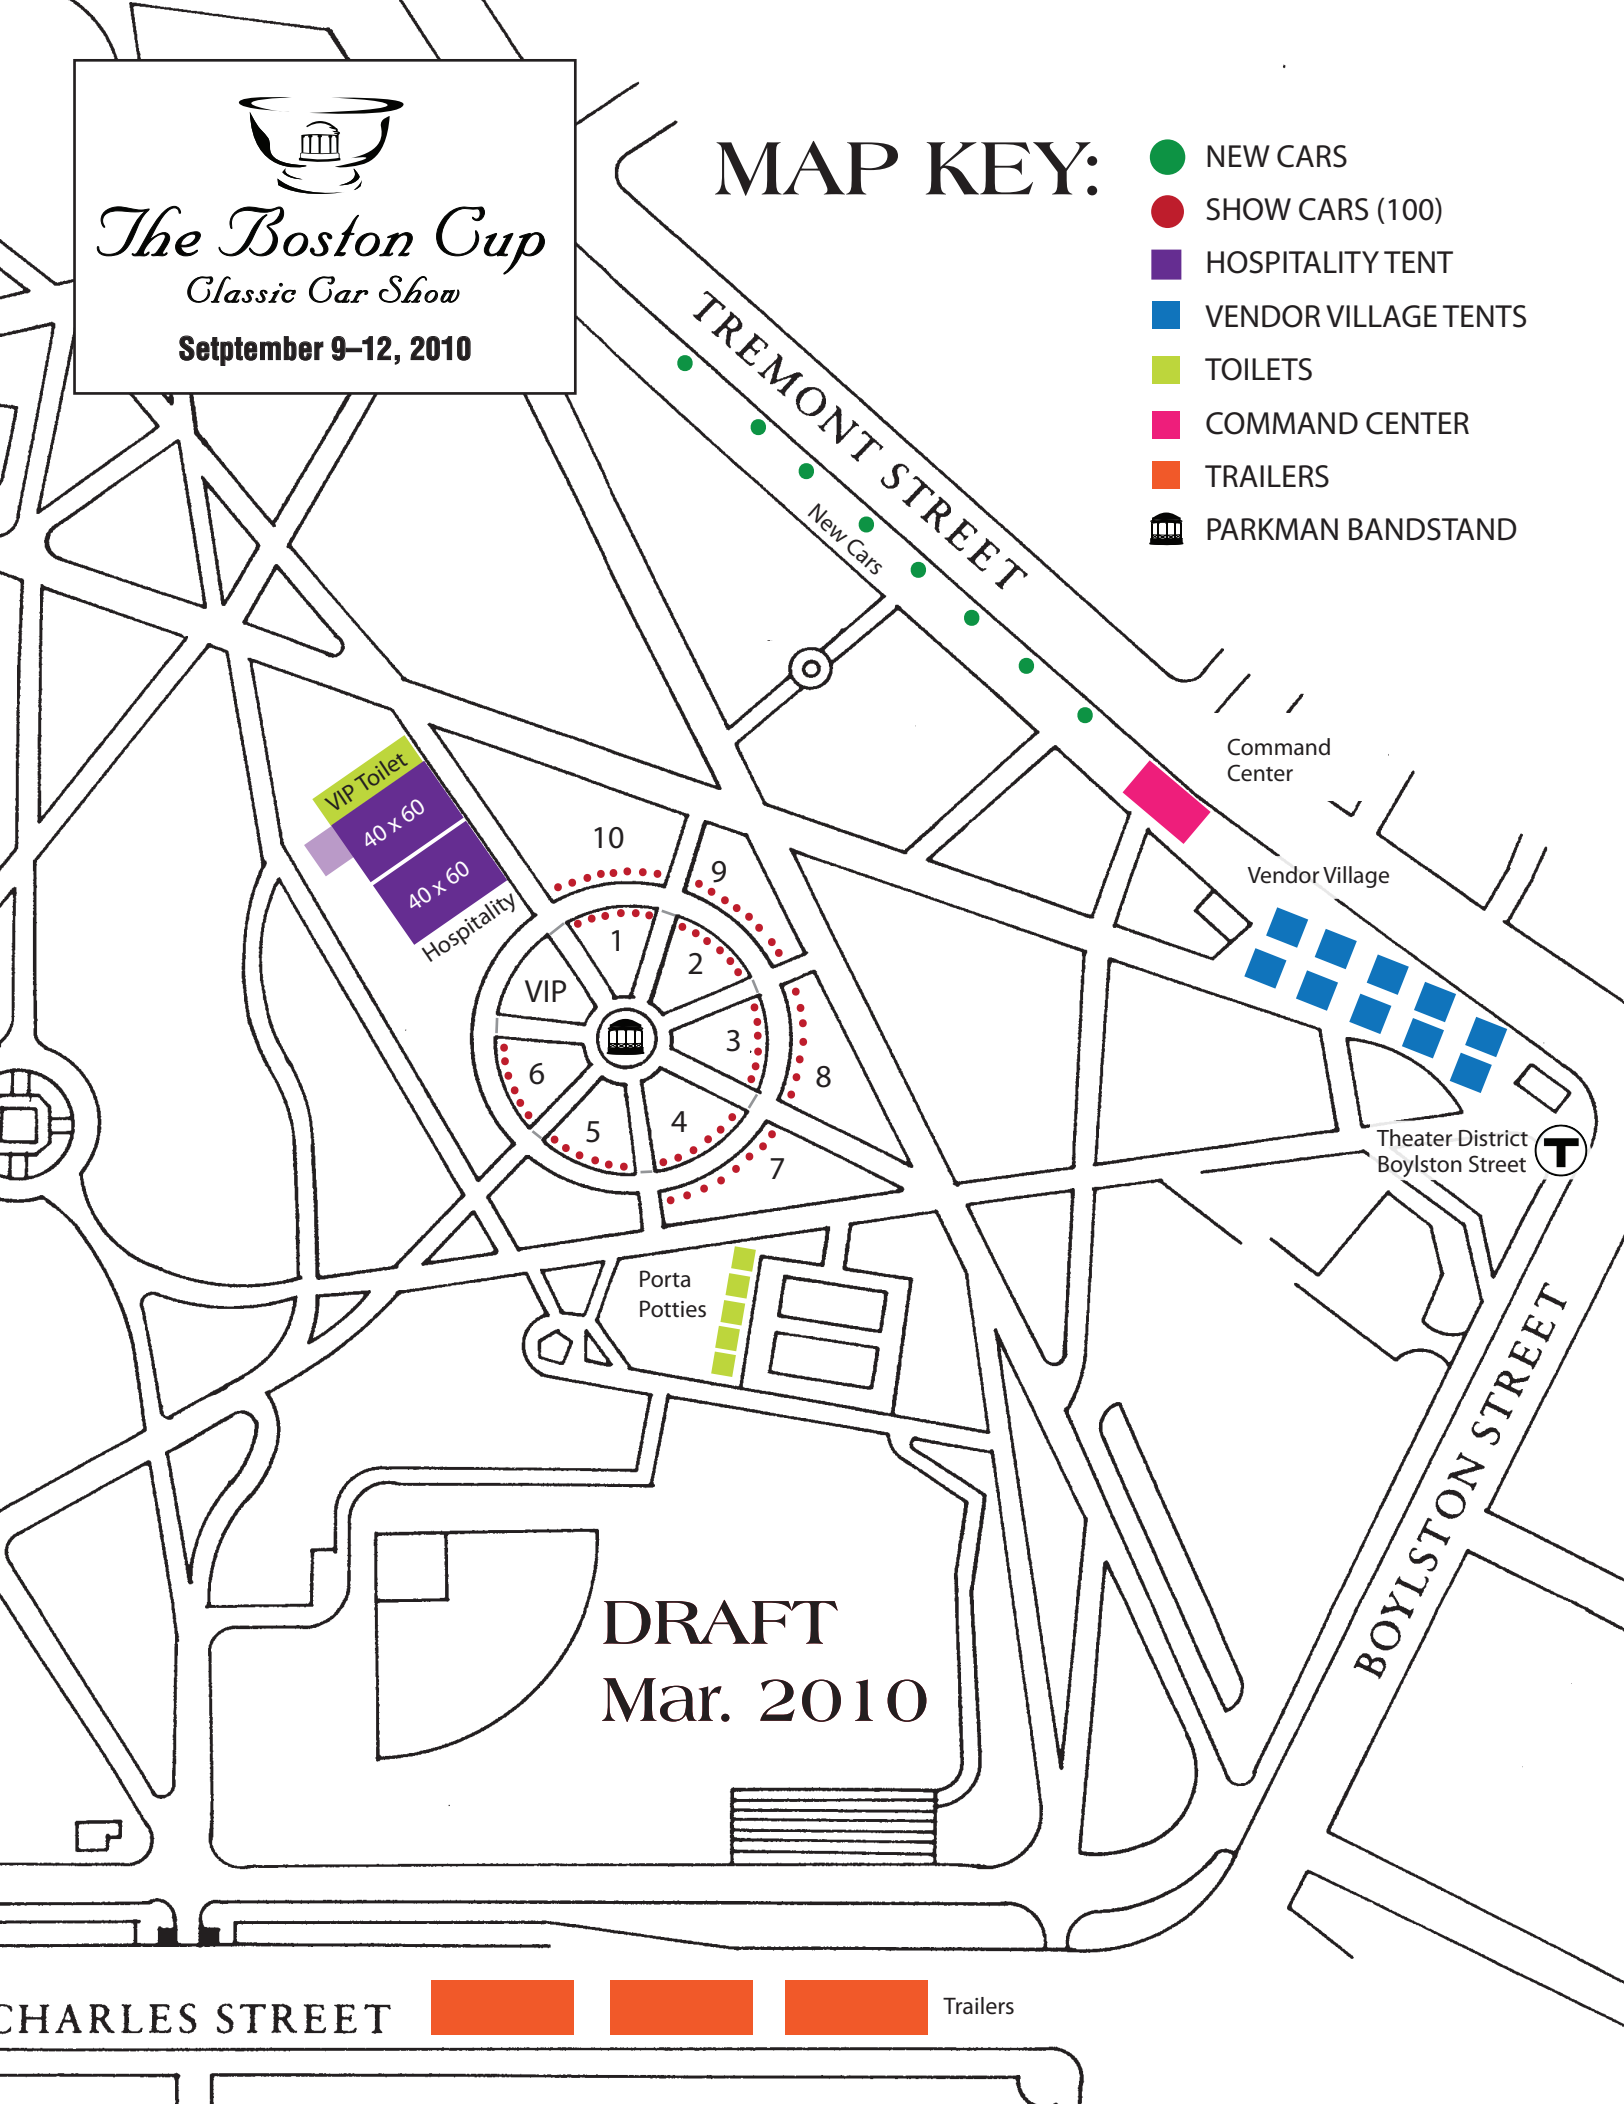 The Boston Cup
Classic Car Show
Setptember 9–12, 2010
MAP KEY:
NEW CARS
SHOW CARS (100)
HOSPITALITY TENT
VENDOR VILLAGE TENTS
TOILETS
COMMAND CENTER
TRAILERS
PARKMAN BANDSTAND
TREMONT STREET
New Cars
Command
Center
Vendor Village
VIP Toilet
40 x 60
40 x 60
Hospitality
10
9
1
2
VIP
3
8
6
5
4
7
Theater District
Boylston Street
T
Porta
Potties
BOYLSTON STREET
DRAFT
Mar. 2010
CHARLES STREET
Trailers